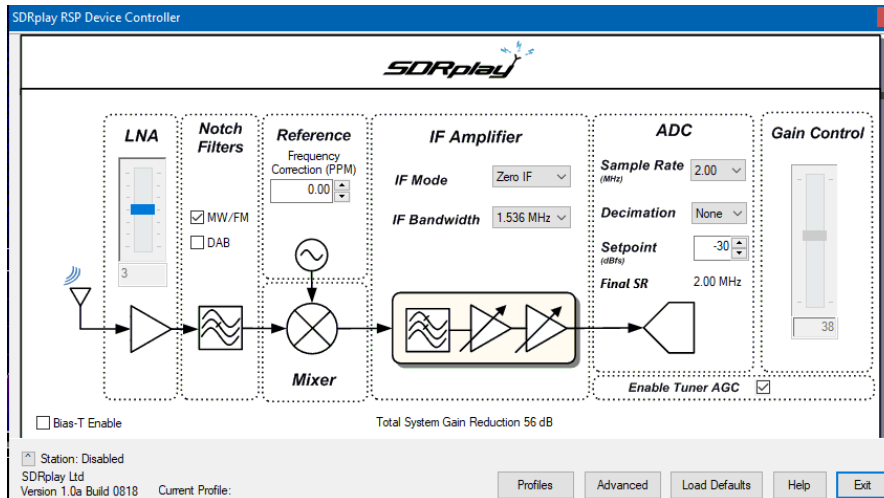 SDRplay RSP Device Controller
SDRplay
LNA
3
Notch
Filters
MW/FM
DAB
Reference
Frequency
Correction (PPM)
0.00
Mixer
IF Amplifier
IF Mode
Zero IF
IF Bandwidth
1.536 MHz
ADC
Sample Rate
2.00
(MHz)
Decimation
None
Setpoint
-30
(dBfs)
Final SR
2.00 MHz
Gain Control
38
Enable Tuner AGC
Bias-T Enable
Total System Gain Reduction 56 dB
^ Station: Disabled
SDRplay Ltd
Version 1.0a Build 0818
Current Profile:
Profiles
Advanced
Load Defaults
Help
Exit